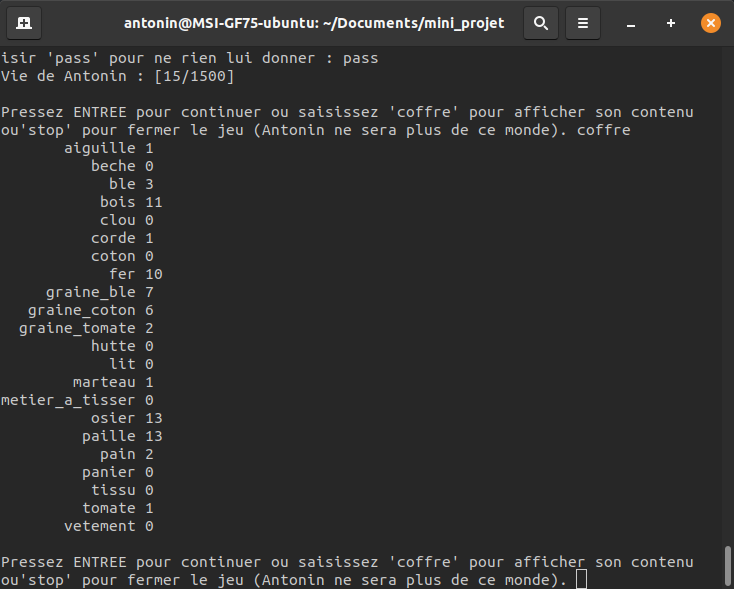 antonin@MSI-GF75-ubuntu: ~/Documents/mini_projet
isir 'pass' pour ne rien lui donner : pass
Vie de Antonin : [15/1500]
Pressez ENTREE pour continuer ou saisissez 'coffre' pour afficher son contenu
ou'stop' pour fermer le jeu (Antonin ne sera plus de ce monde). coffre
aiguille 1
beche 0
ble 3
bois 11
clou 0
corde 1
coton 0
fer 10
graine_ble 7
graine_coton 6
graine_tomate 2
hutte 0
lit 0
marteau 1
metier_a_tisser 0
osier 13
paille 13
pain 2
panier 0
tissu 0
tomate 1
vetement 0
Pressez ENTREE pour continuer ou saisissez 'coffre' pour afficher son contenu
ou'stop' pour fermer le jeu (Antonin ne sera plus de ce monde).